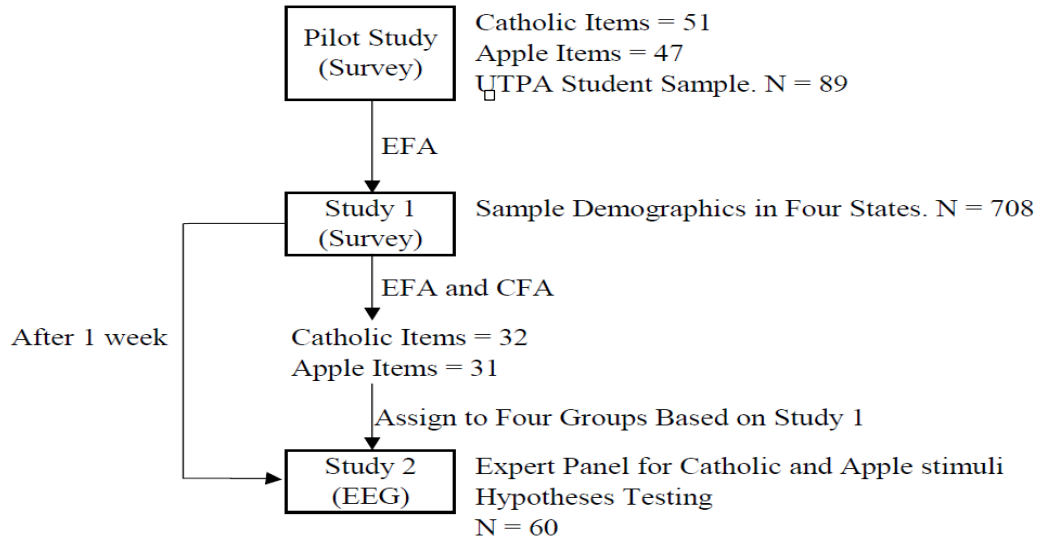 Pilot Study
(Survey)
Catholic Items = 51
Apple Items = 47
UTPA Student Sample. N = 89
EFA
Study 1
(Survey)
Sample Demographics in Four States. N = 708
EFA and CFA
After 1 week
Catholic Items = 32
Apple Items = 31
Assign to Four Groups Based on Study 1
Study 2
(EEG)
Expert Panel for Catholic and Apple stimuli
Hypotheses Testing
N = 60